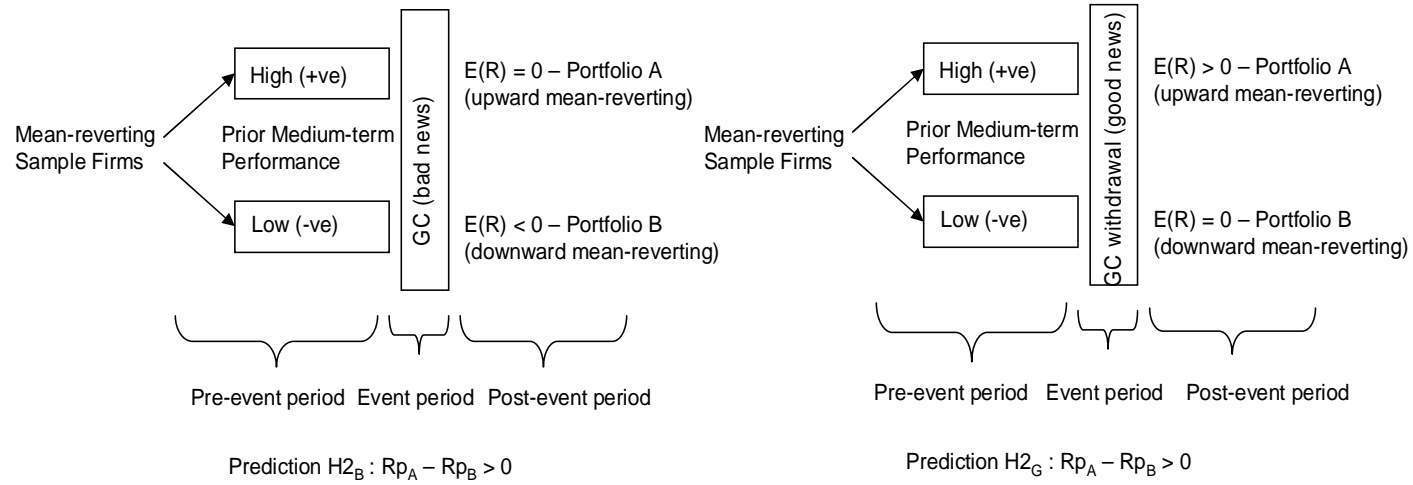 High (+ve)
E(R) = 0 – Portfolio A
(upward mean-reverting)
Mean-reverting
Sample Firms
Prior Medium-term
Performance
GC (bad news)
Low (-ve)
E(R) < 0 – Portfolio B
(downward mean-reverting)
Pre-event period
Event period
Post-event period
Prediction H2B : RpA – RpB > 0
High (+ve)
E(R) > 0 – Portfolio A
(upward mean-reverting)
Mean-reverting
Sample Firms
Prior Medium-term
Performance
GC withdrawal (good news)
Low (-ve)
E(R) = 0 – Portfolio B
(downward mean-reverting)
Pre-event period
Event period
Post-event period
Prediction H2G : RpA – RpB > 0